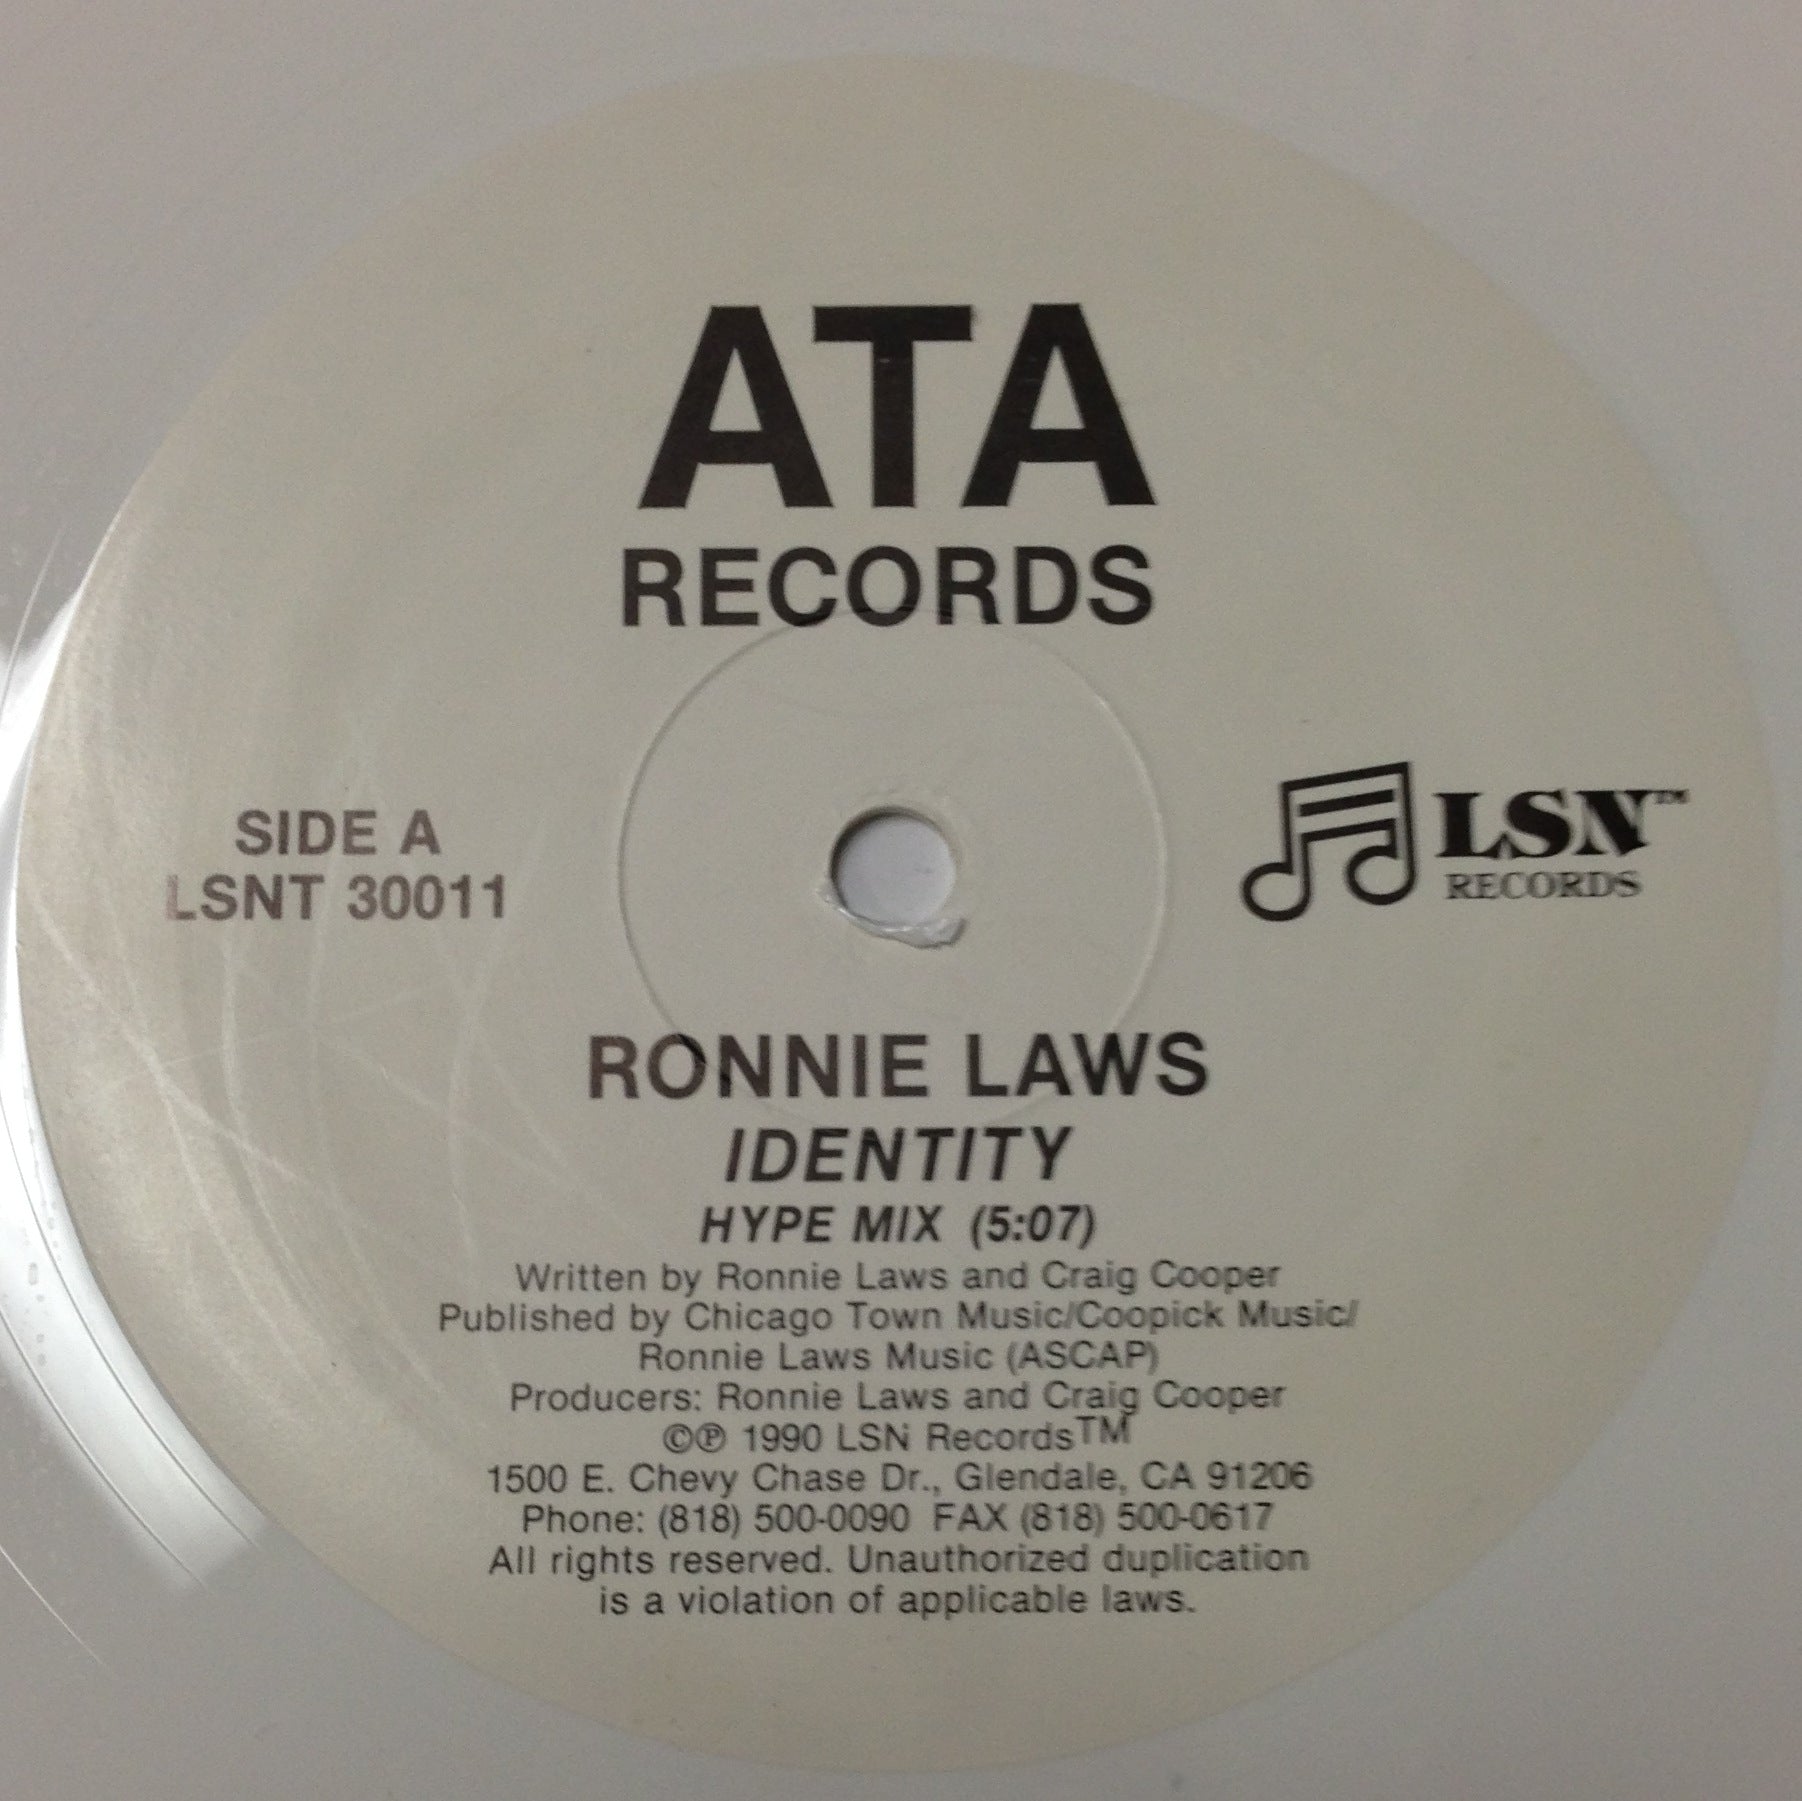 ATA
RECORDS
SIDE A
LSNT 30011
LSN™
RECORDS
RONNIE LAWS
IDENTITY
HYPE MIX (5:07)
Written by Ronnie Laws and Craig Cooper
Published by Chicago Town Music/Coopick Music/
Ronnie Laws Music (ASCAP)
Producers: Ronnie Laws and Craig Cooper
©℗ 1990 LSN Records™
1500 E. Chevy Chase Dr., Glendale, CA 91206
Phone: (818) 500-0090 FAX (818) 500-0617
All rights reserved. Unauthorized duplication
is a violation of applicable laws.